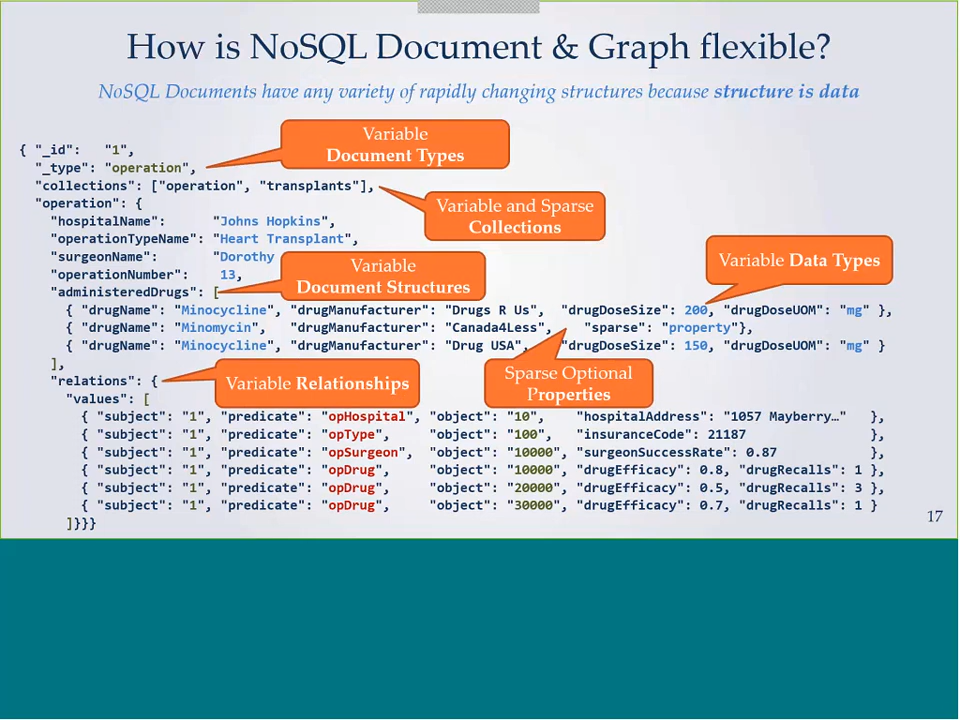 How is NoSQL Document & Graph flexible?
NoSQL Documents have any variety of rapidly changing structures because structure is data
{ "_id":   "1",
"_type": "operation",
"collections": ["operation", "transplants"],
"operation": {
"hospitalName":      "Johns Hopkins",
"operationTypeName": "Heart Transplant",
"surgeonName":       "Dorothy
"operationNumber":    13,
"administeredDrugs": [
{ "drugName": "Minocycline", "drugManufacturer": "Drugs R Us",  "drugDoseSize": 200, "drugDoseUOM": "mg" },
{ "drugName": "Minomycin",   "drugManufacturer": "Canada4Less",    "sparse": "property"},
{ "drugName": "Minocycline", "drugManufacturer": "Drug USA",   "drugDoseSize": 150, "drugDoseUOM": "mg" }
],
"relations": {
"values": [
{ "subject": "1", "predicate": "opHospital", "object": "10",    "hospitalAddress": "1057 Mayberry…"   },
{ "subject": "1", "predicate": "opType",     "object": "100",   "insuranceCode": 21187                },
{ "subject": "1", "predicate": "opSurgeon",  "object": "10000", "surgeonSuccessRate": 0.87            },
{ "subject": "1", "predicate": "opDrug",     "object": "10000", "drugEfficacy": 0.8, "drugRecalls": 1 },
{ "subject": "1", "predicate": "opDrug",     "object": "20000", "drugEfficacy": 0.5, "drugRecalls": 3 },
{ "subject": "1", "predicate": "opDrug",     "object": "30000", "drugEfficacy": 0.7, "drugRecalls": 1 }
]}}}
Variable
Document Types
Variable and Sparse
Collections
Variable
Document Structures
Variable Data Types
Variable Relationships
Sparse Optional
Properties
17